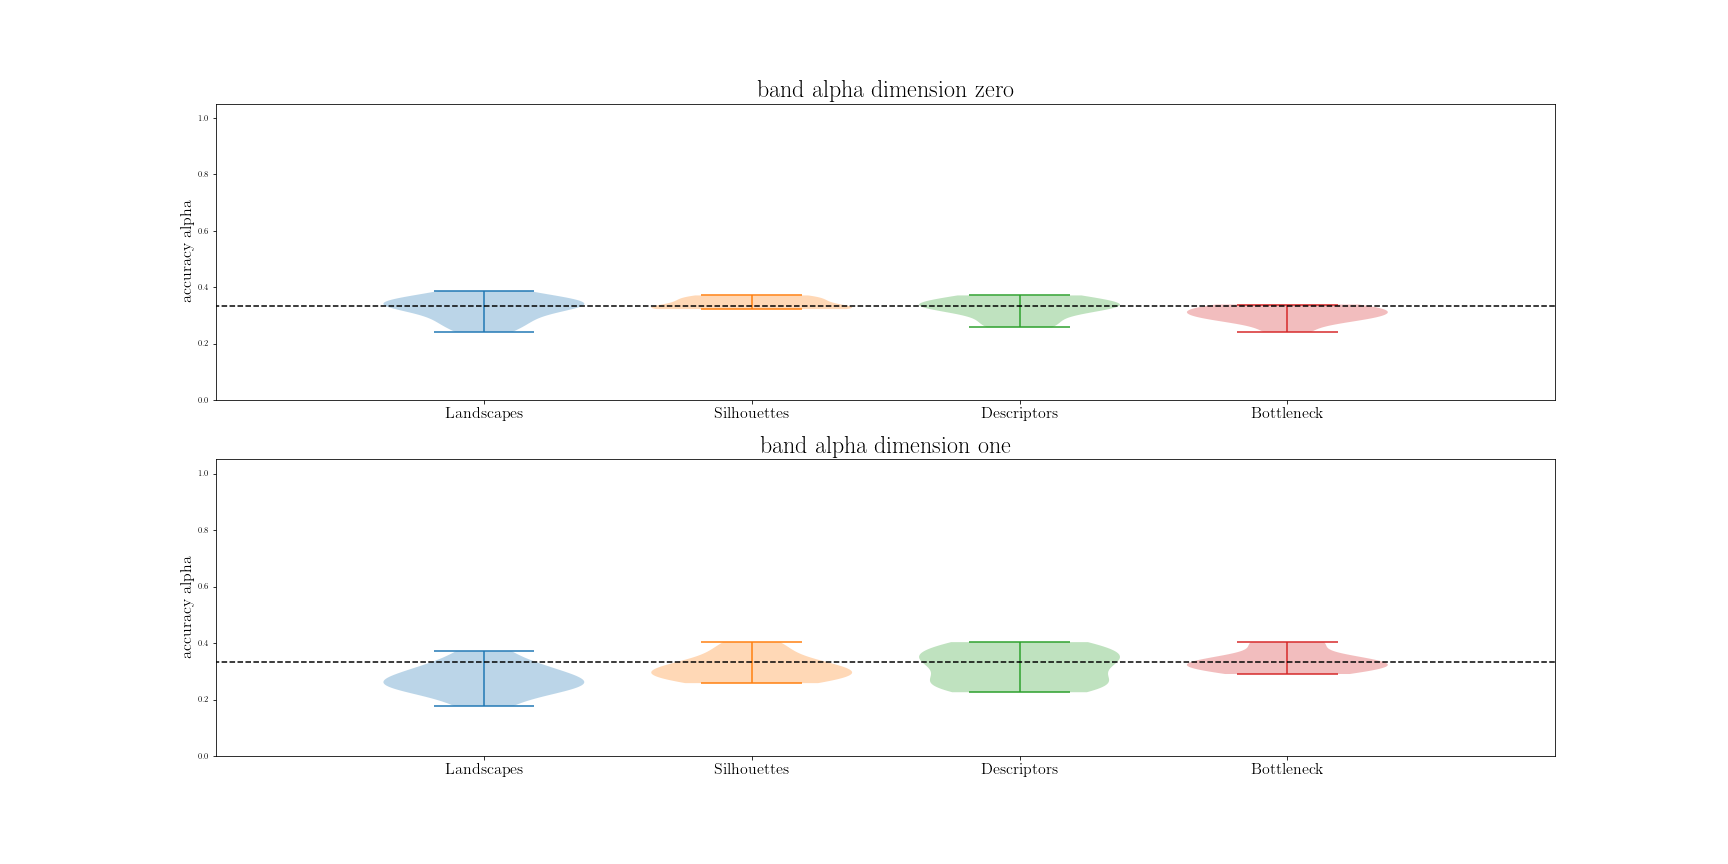 band alpha dimension zero
accuracy alpha
1.0
0.8
0.6
0.4
0.2
0.0
Landscapes Silhouettes Descriptors Bottleneck
band alpha dimension one
accuracy alpha
1.0
0.8
0.6
0.4
0.2
0.0
Landscapes Silhouettes Descriptors Bottleneck